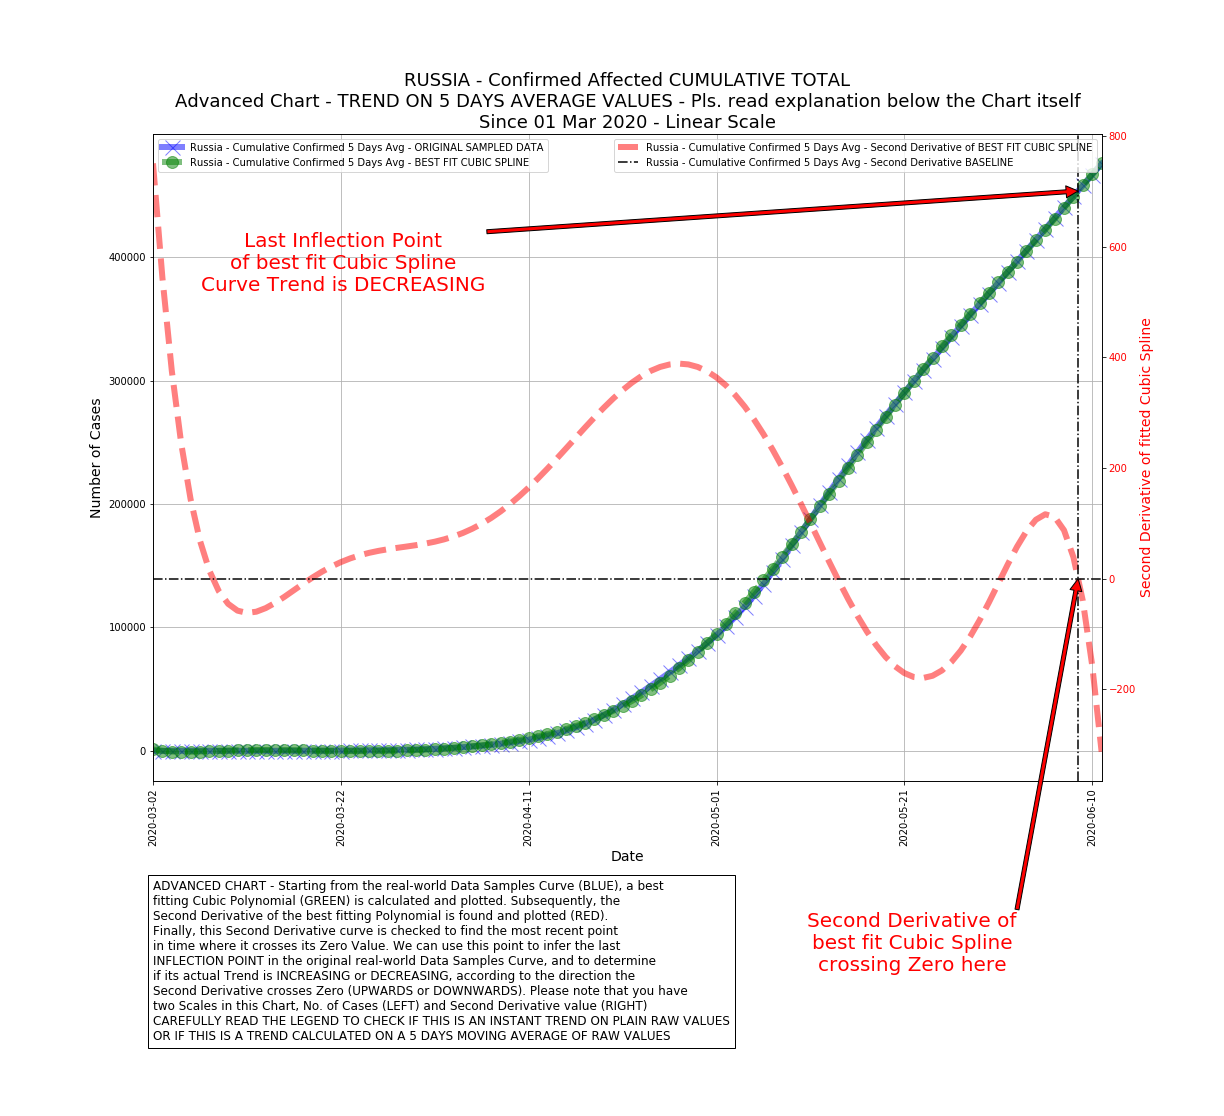 RUSSIA - Confirmed Affected CUMULATIVE TOTAL
Advanced Chart - TREND ON 5 DAYS AVERAGE VALUES - Pls. read explanation below the Chart itself
Since 01 Mar 2020 - Linear Scale
Russia - Cumulative Confirmed 5 Days Avg - ORIGINAL SAMPLED DATA
Russia - Cumulative Confirmed 5 Days Avg - BEST FIT CUBIC SPLINE
Russia - Cumulative Confirmed 5 Days Avg - Second Derivative of BEST FIT CUBIC SPLINE
Russia - Cumulative Confirmed 5 Days Avg - Second Derivative BASELINE
Last Inflection Point
of best fit Cubic Spline
Curve Trend is DECREASING
Number of Cases
400000
300000
200000
100000
0
800
600
400
200
0
−200
Second Derivative of fitted Cubic Spline
2020-03-02
2020-03-22
2020-04-11
2020-05-01
2020-05-21
2020-06-10
Date
ADVANCED CHART - Starting from the real-world Data Samples Curve (BLUE), a best
fitting Cubic Polynomial (GREEN) is calculated and plotted. Subsequently, the
Second Derivative of the best fitting Polynomial is found and plotted (RED).
Finally, this Second Derivative curve is checked to find the most recent point
in time where it crosses its Zero Value. We can use this point to infer the last
INFLECTION POINT in the original real-world Data Samples Curve, and to determine
if its actual Trend is INCREASING or DECREASING, according to the direction the
Second Derivative crosses Zero (UPWARDS or DOWNWARDS). Please note that you have
two Scales in this Chart, No. of Cases (LEFT) and Second Derivative value (RIGHT)
CAREFULLY READ THE LEGEND TO CHECK IF THIS IS AN INSTANT TREND ON PLAIN RAW VALUES
OR IF THIS IS A TREND CALCULATED ON A 5 DAYS MOVING AVERAGE OF RAW VALUES
Second Derivative of
best fit Cubic Spline
crossing Zero here